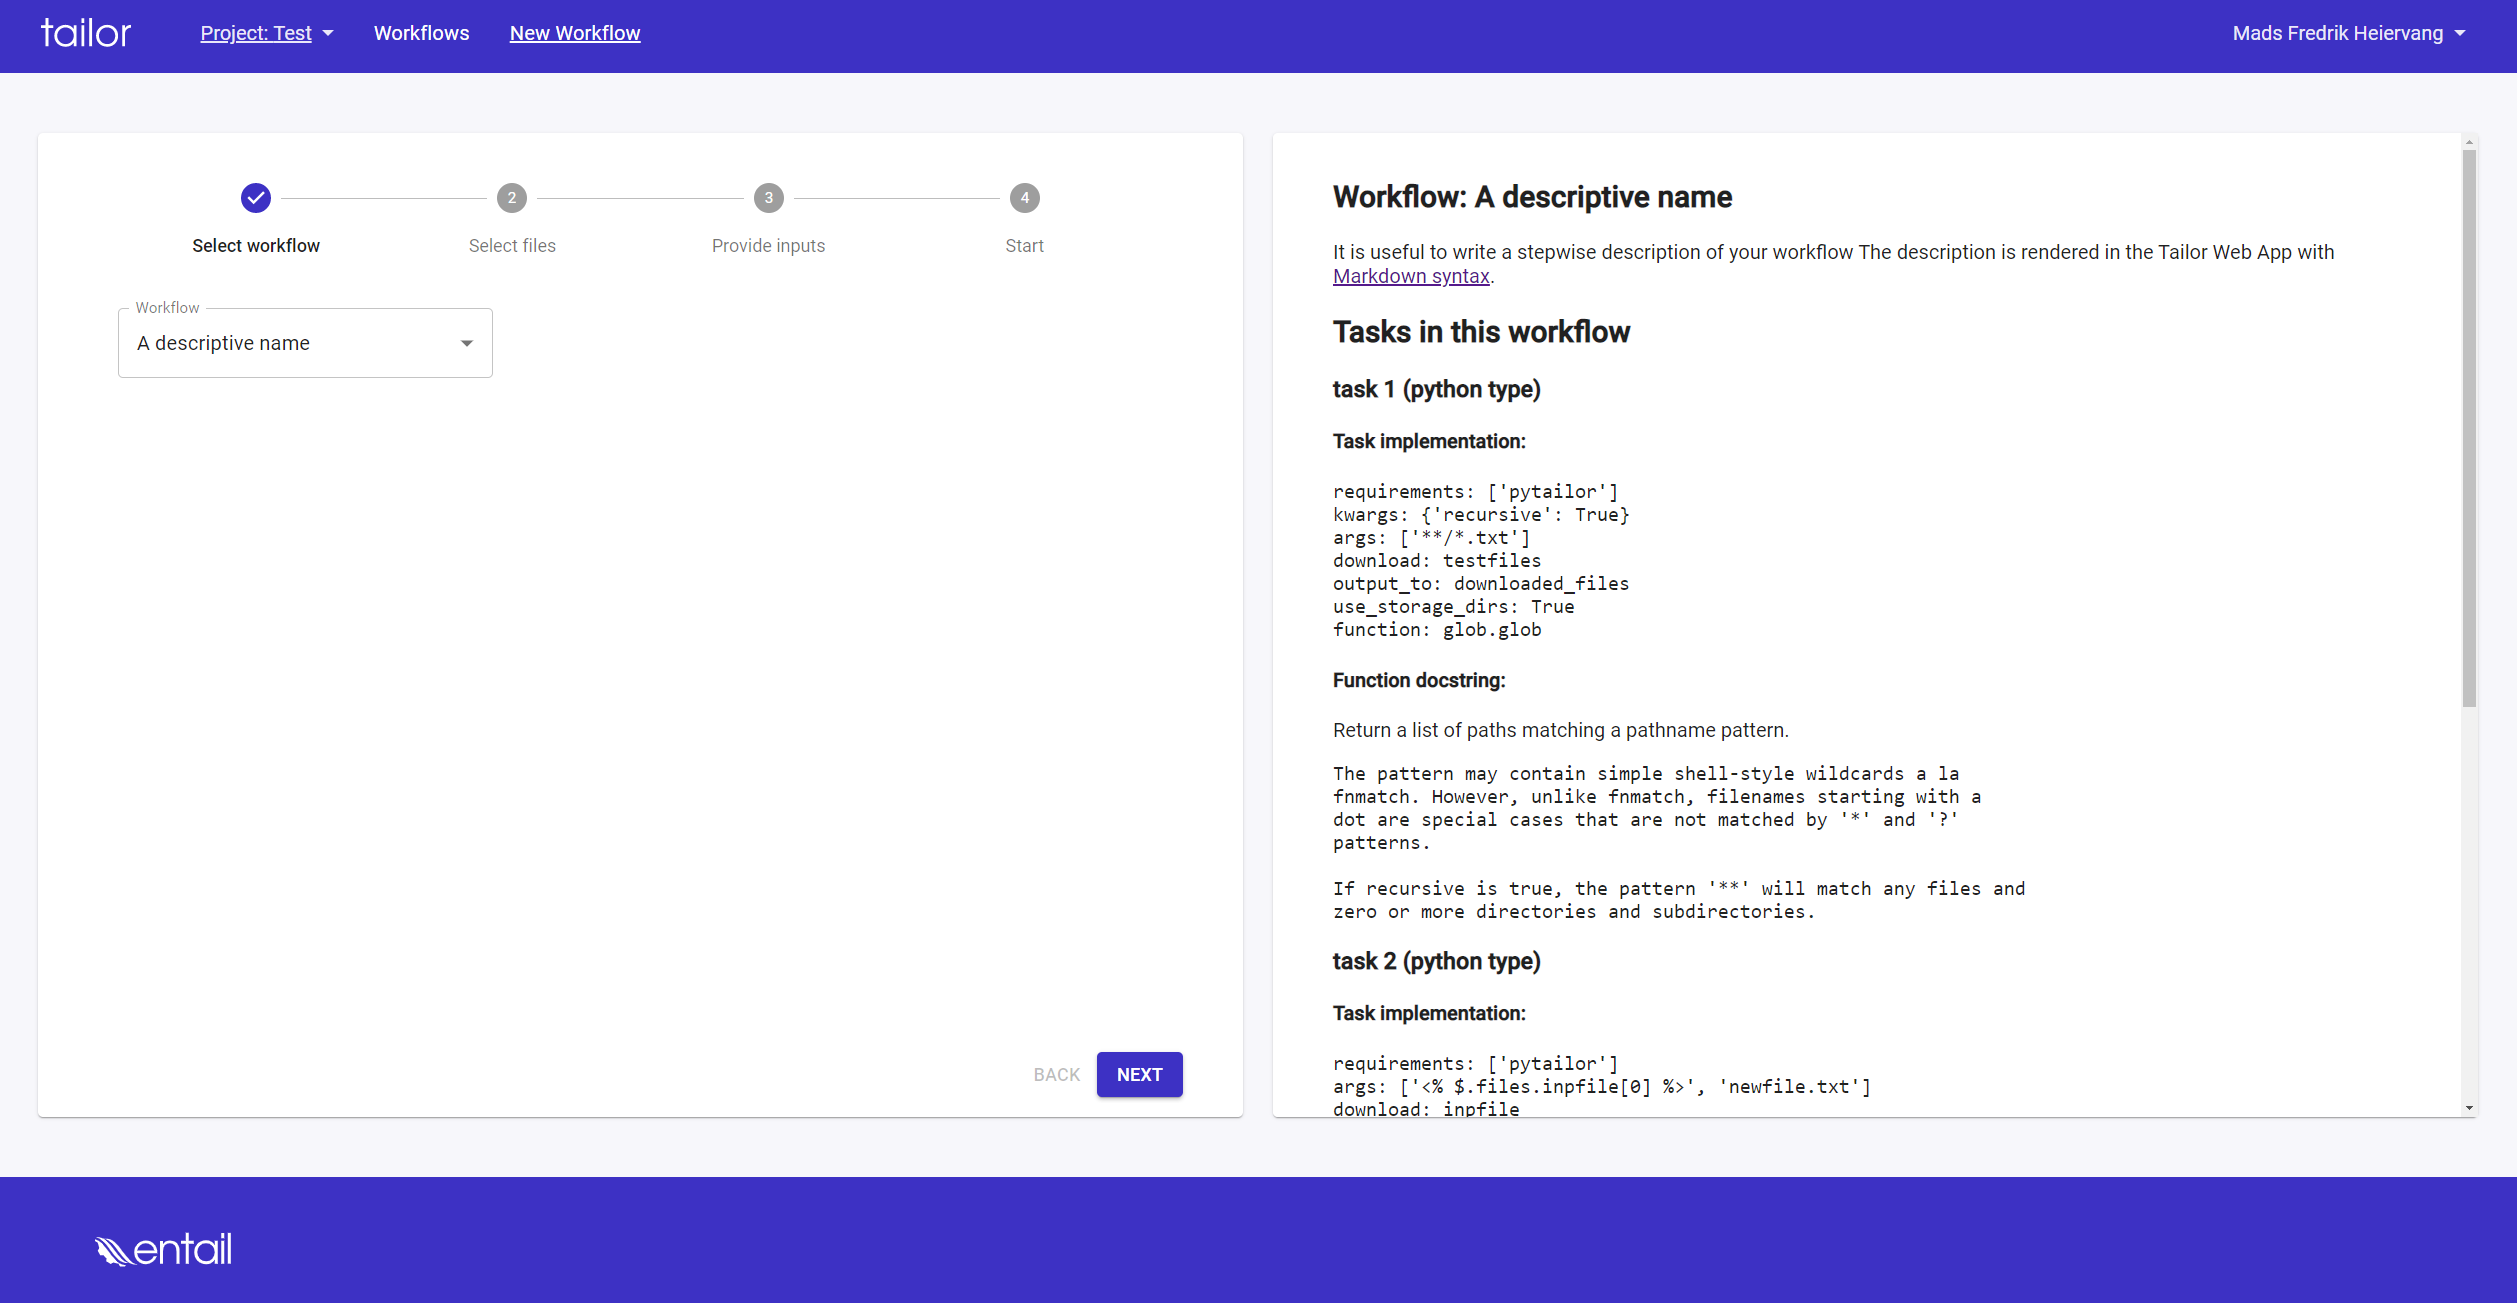 tailor
Project: Test
Workflows
New Workflow
Mads Fredrik Heiervang
2
3
4
Select workflow
Select files
Provide inputs
Start
Workflow
A descriptive name
BACK
NEXT
Workflow: A descriptive name
It is useful to write a stepwise description of your workflow The description is rendered in the Tailor Web App with
Markdown syntax.
Tasks in this workflow
task 1 (python type)
Task implementation:
requirements: ['pytailor']
kwargs: {'recursive': True}
args: ['**/*.txt']
download: testfiles
output_to: downloaded_files
use_storage_dirs: True
function: glob.glob
Function docstring:
Return a list of paths matching a pathname pattern.
The pattern may contain simple shell-style wildcards a la
fnmatch. However, unlike fnmatch, filenames starting with a
dot are special cases that are not matched by '*' and '?'
patterns.
If recursive is true, the pattern '**' will match any files and
zero or more directories and subdirectories.
task 2 (python type)
Task implementation:
requirements: ['pytailor']
args: ['<% $.files.inpfile[0] %>', 'newfile.txt']
download: inpfile
entail